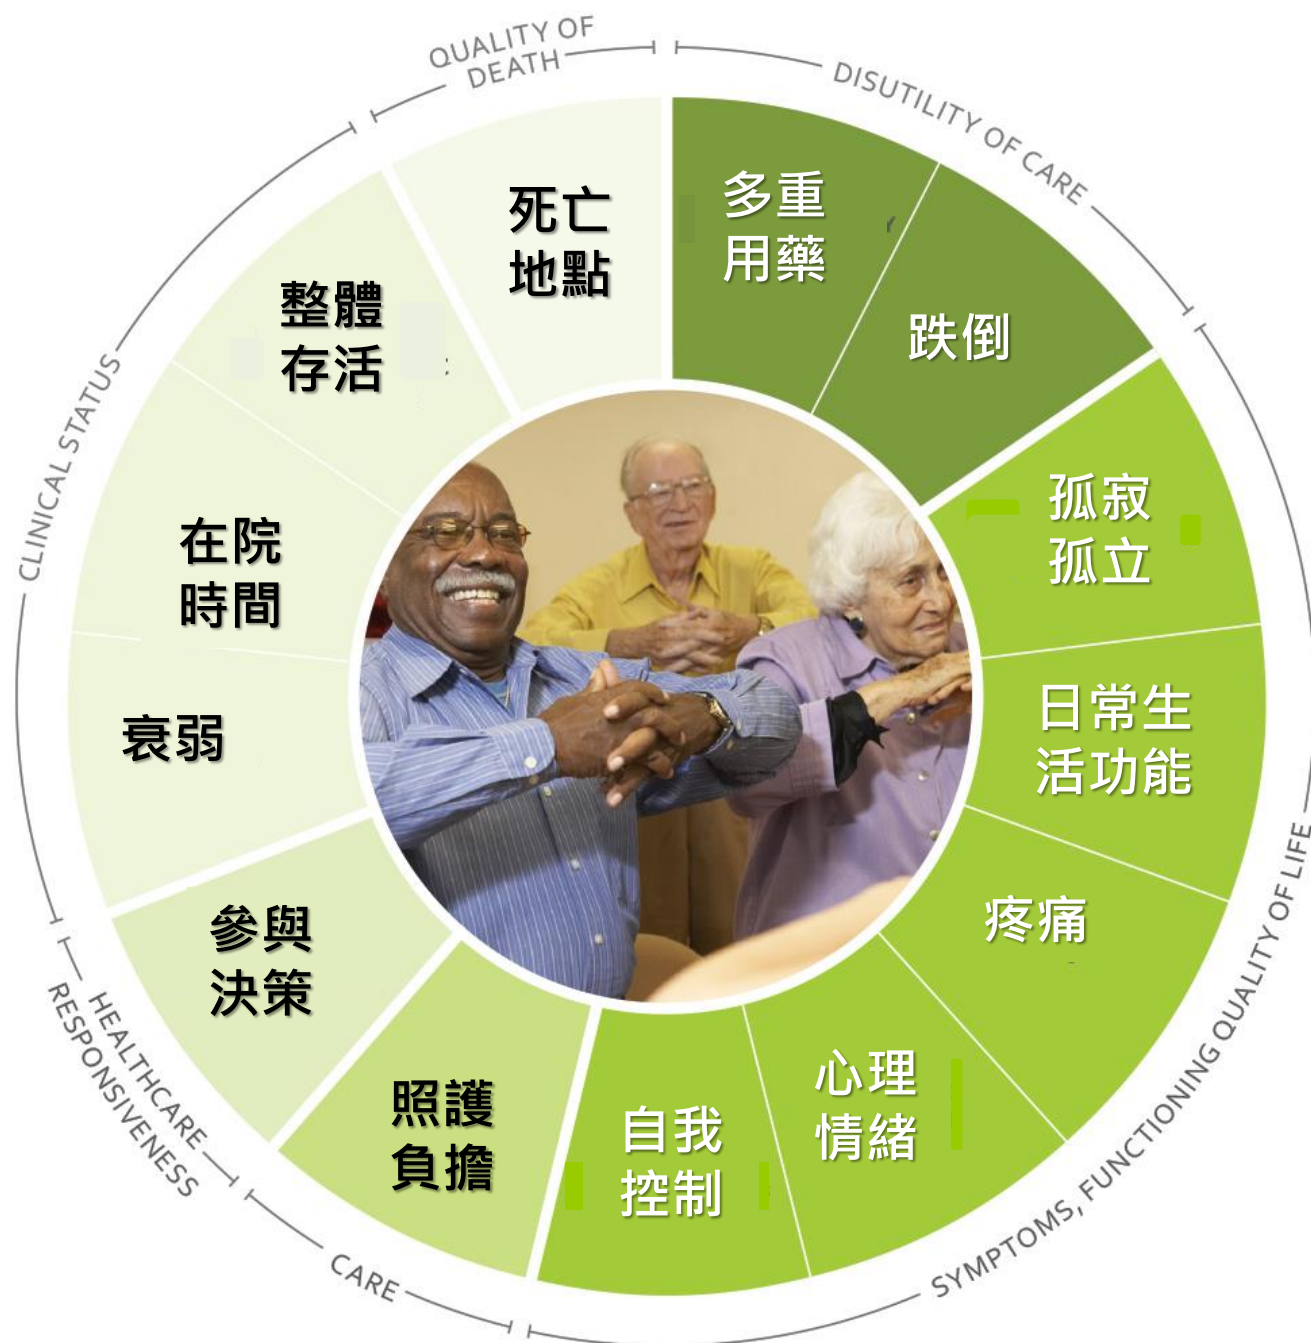 QUALITY OF
DEATH
DISUTILITY OF CARE
死亡
地點
多重
用藥
跌倒
整體
存活
孤寂
孤立
CLINICAL STATUS
在院
時間
日常生
活功能
衰弱
疼痛
參與
決策
心理
情緒
照護
負擔
自我
控制
HEALTHCARE
RESPONSIVENESS
CARE
SYMPTOMS, FUNCTIONING QUALITY OF LIFE